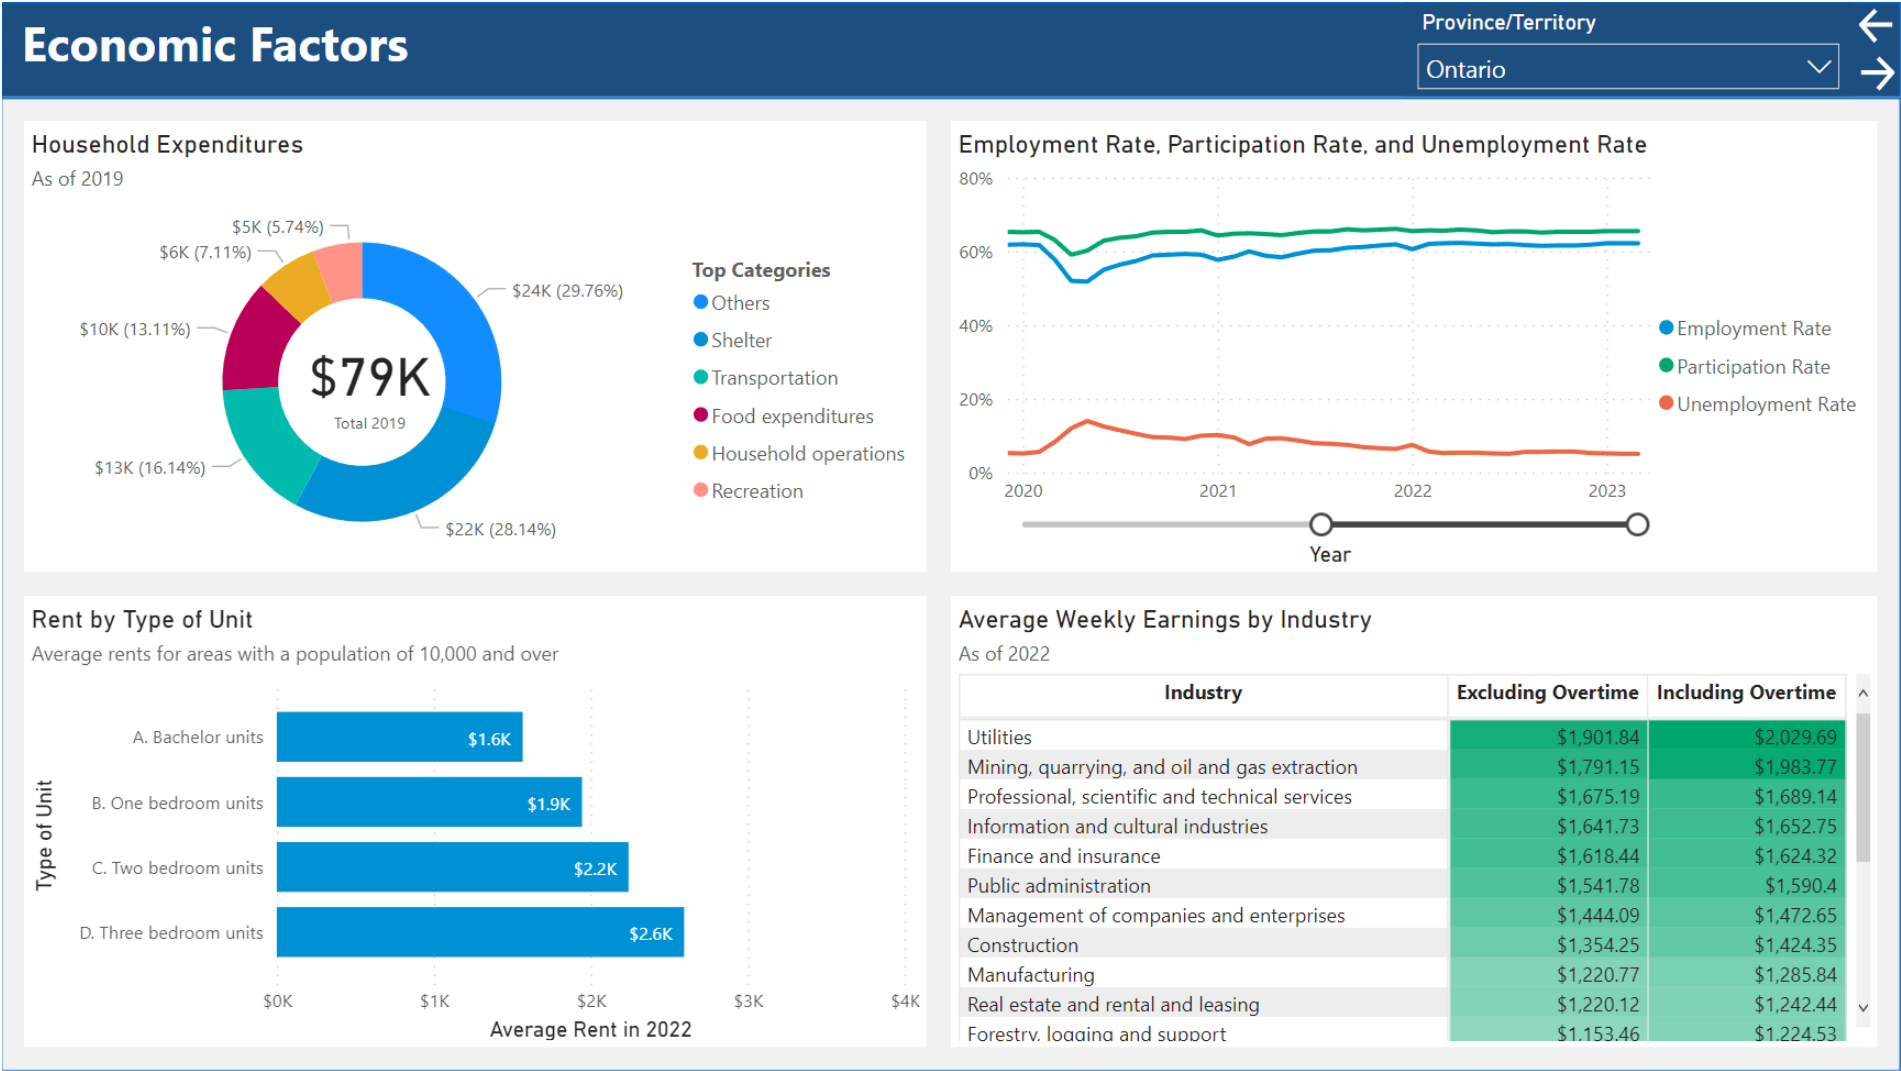 Economic Factors
Province/Territory
Ontario
Household Expenditures
As of 2019
$5K (5.74%)
$6K (7.11%)
$24K (29.76%)
$10K (13.11%)
$79K
Total 2019
$13K (16.14%)
$22K (28.14%)
Top Categories
Others
Shelter
Transportation
Food expenditures
Household operations
Recreation
Employment Rate, Participation Rate, and Unemployment Rate
80%
60%
40%
20%
0%
2020 2021 2022 2023
Year
Employment Rate
Participation Rate
Unemployment Rate
Rent by Type of Unit
Average rents for areas with a population of 10,000 and over
Type of Unit
A. Bachelor units $1.6K
B. One bedroom units $1.9K
C. Two bedroom units $2.2K
D. Three bedroom units $2.6K
$0K $1K $2K $3K $4K
Average Rent in 2022
Average Weekly Earnings by Industry
As of 2022
Industry Excluding Overtime Including Overtime
Utilities $1,901.84 $2,029.69
Mining, quarrying, and oil and gas extraction $1,791.15 $1,983.77
Professional, scientific and technical services $1,675.19 $1,689.14
Information and cultural industries $1,641.73 $1,652.75
Finance and insurance $1,618.44 $1,624.32
Public administration $1,541.78 $1,590.4
Management of companies and enterprises $1,444.09 $1,472.65
Construction $1,354.25 $1,424.35
Manufacturing $1,220.77 $1,285.84
Real estate and rental and leasing $1,220.12 $1,242.44
Forestry, logging and support $1,153.46 $1,224.53